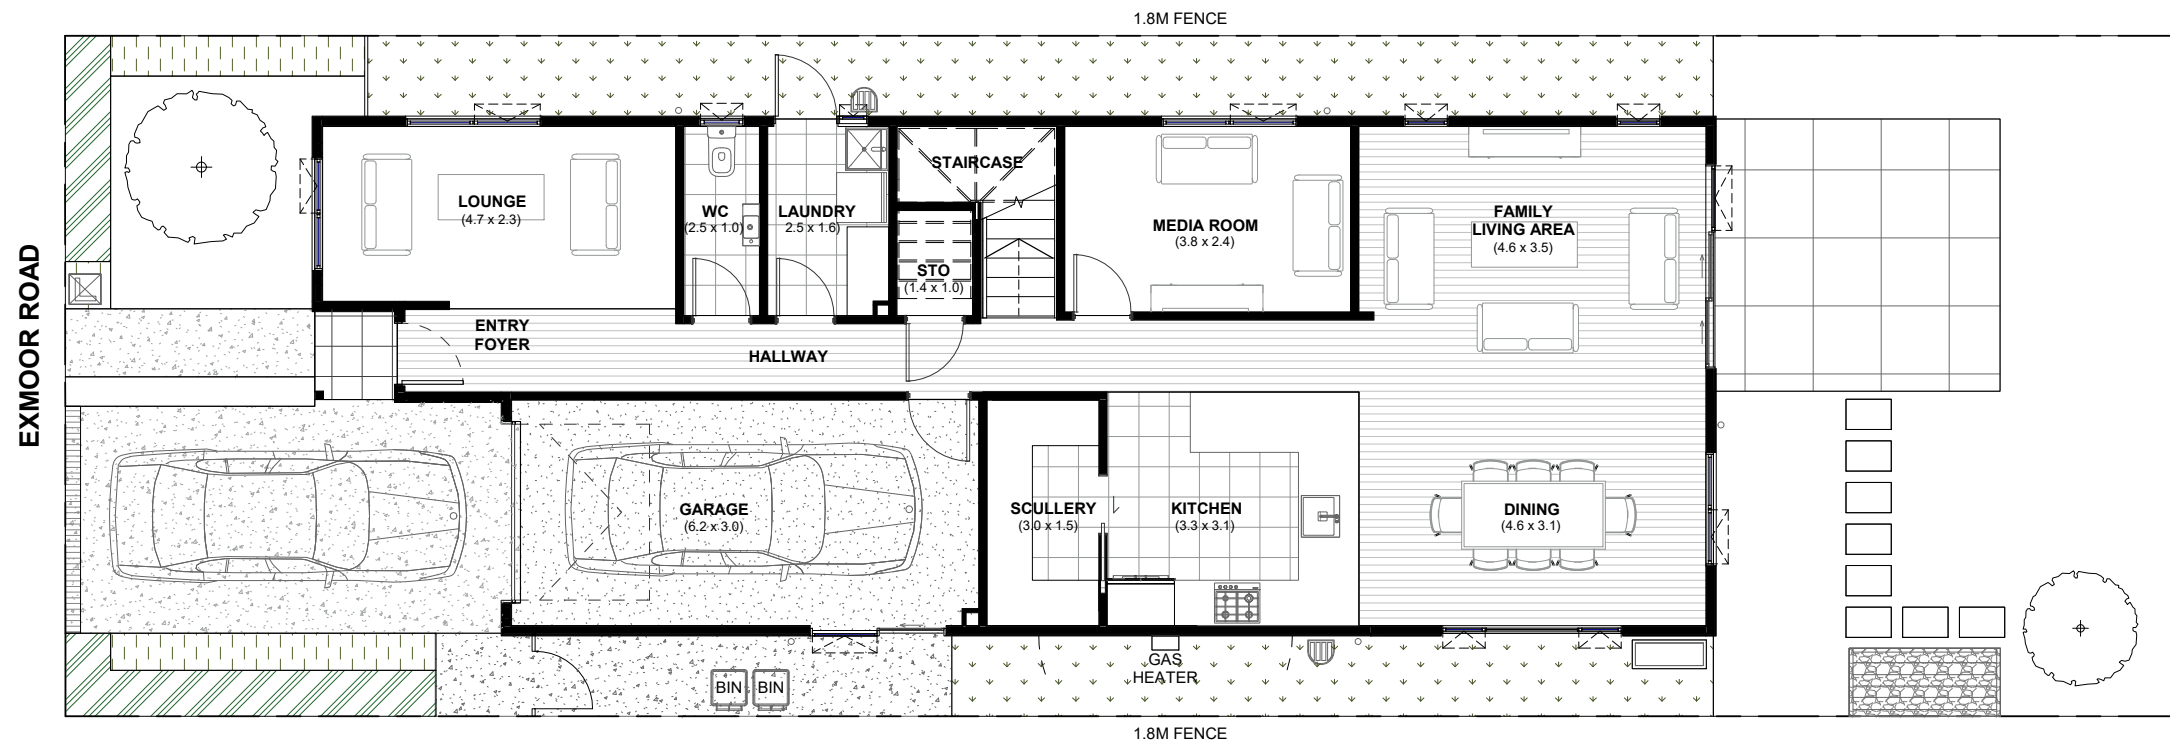 1.8M FENCE
EXMOOR ROAD
LOUNGE
(4.7 x 2.3)
WC
(2.5 x 1.0)
LAUNDRY
2.5 x 1.6)
STAIRCASE
STO
(1.4 x 1.0)
MEDIA ROOM
(3.8 x 2.4)
FAMILY
LIVING AREA
(4.6 x 3.5)
ENTRY
FOYER
HALLWAY
GARAGE
(6.2 x 3.0)
SCULLERY
(3.0 x 1.5)
KITCHEN
(3.3 x 3.1)
DINING
(4.6 x 3.1)
BIN
BIN
GAS
HEATER
1.8M FENCE